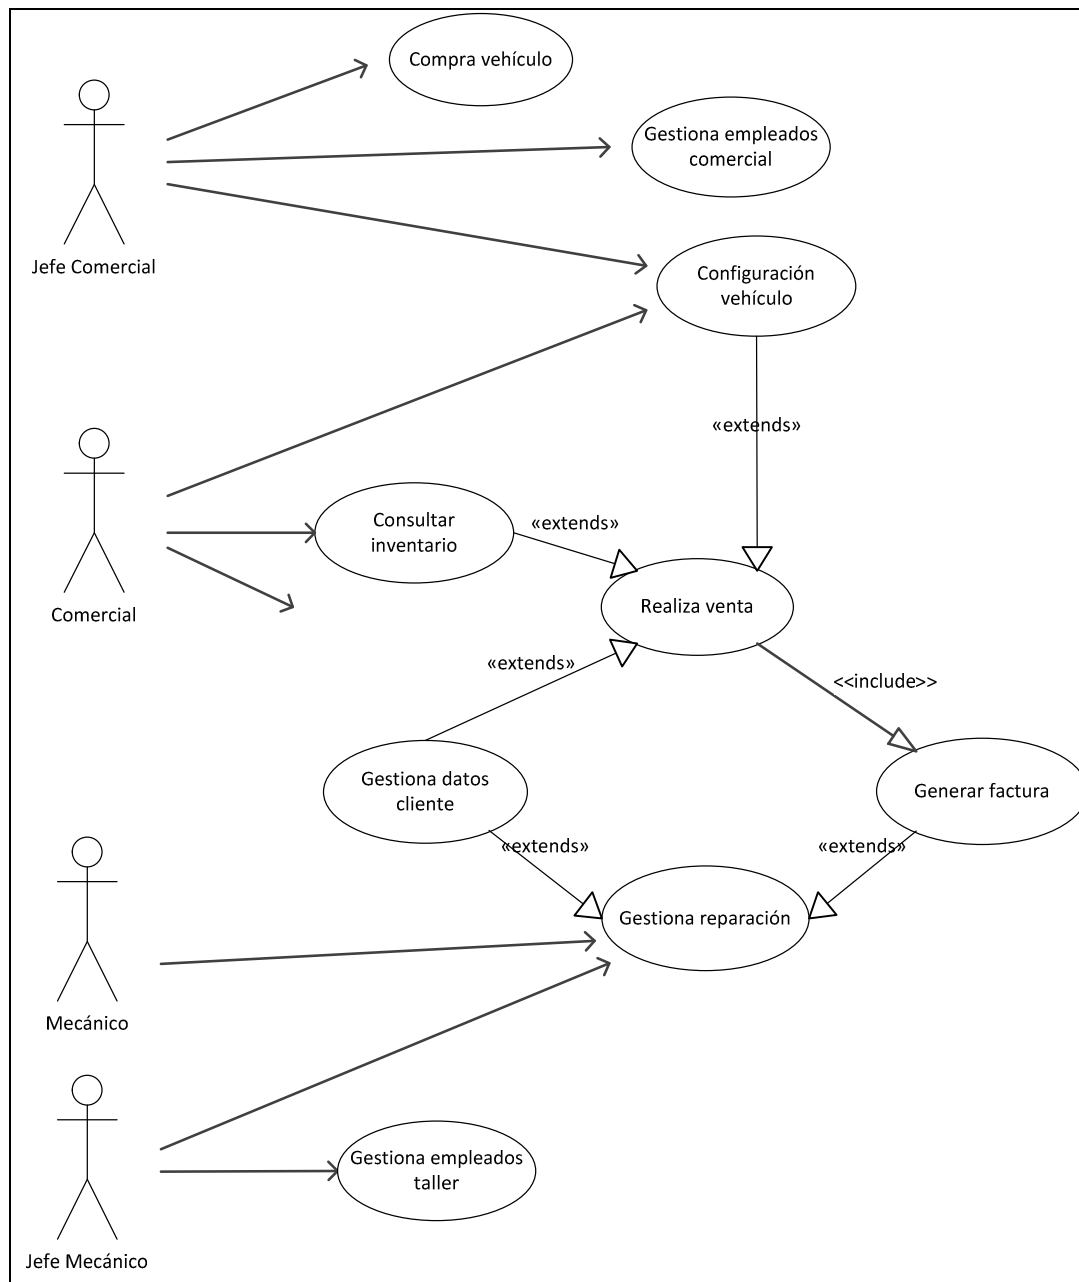 Compra vehículo
Gestiona empleados
comercial
Jefe Comercial
Configuración
vehículo
«extends»
Consultar
inventario
«extends»
Comercial
Realiza venta
«extends»
<<include>>
Gestiona datos
cliente
Generar factura
«extends»
«extends»
Gestiona reparación
Mecánico
Gestiona empleados
taller
Jefe Mecánico